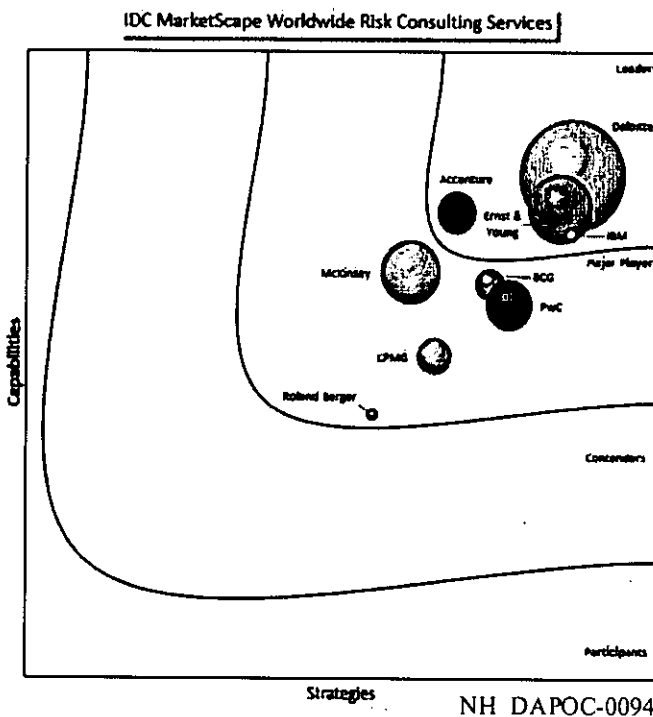 IDC MarketScape Worldwide Risk Consulting Services
Leaders
Deloitte
Accenture
Ernst &
Young
IBM
Major Players
McKinsey
BCG
PwC
KPMG
Roland Berger
Capabilities
Contenders
Participants
Strategies
NH DAPOC-0094